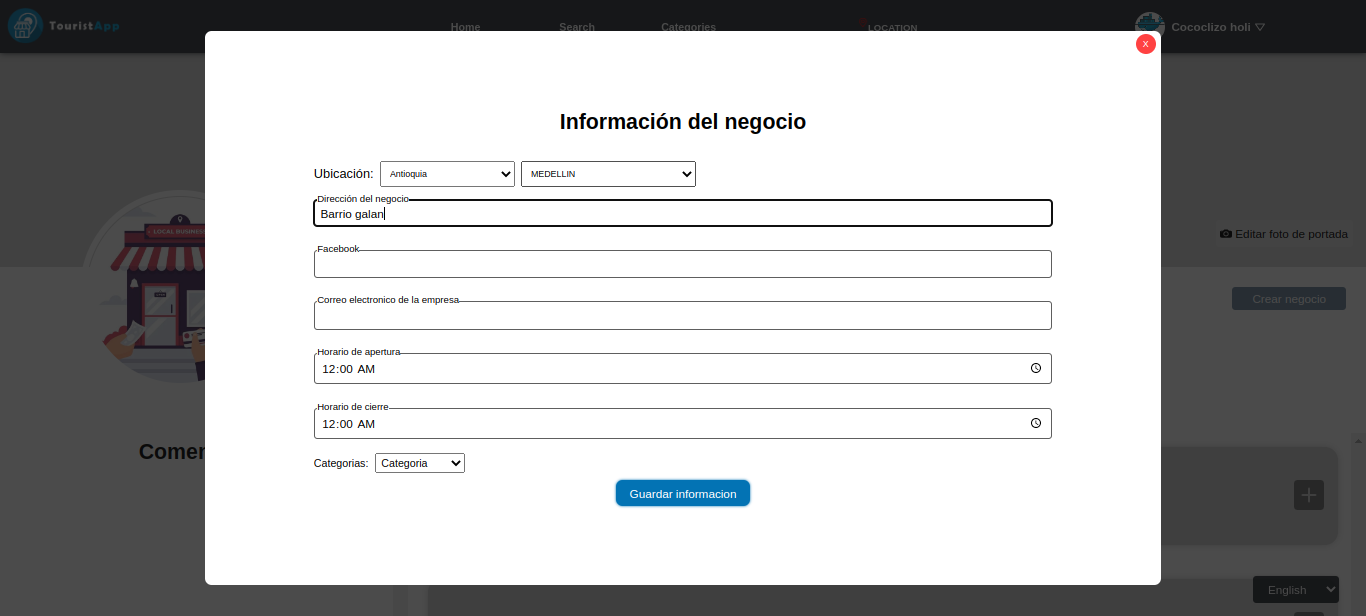 TouristApp
Home
Search
Categories
LOCATION
Cococlizo holi ▽
X
Información del negocio
Ubicación: Antioquia MEDELLIN
Dirección del negocio
Barrio galan
Facebook
Correo electronico de la empresa
Horario de apertura
12:00 AM
Horario de cierre
12:00 AM
Categorias: Categoria
Guardar informacion
LOCAL BUSINESS
Editar foto de portada
Crear negocio
Comer
English